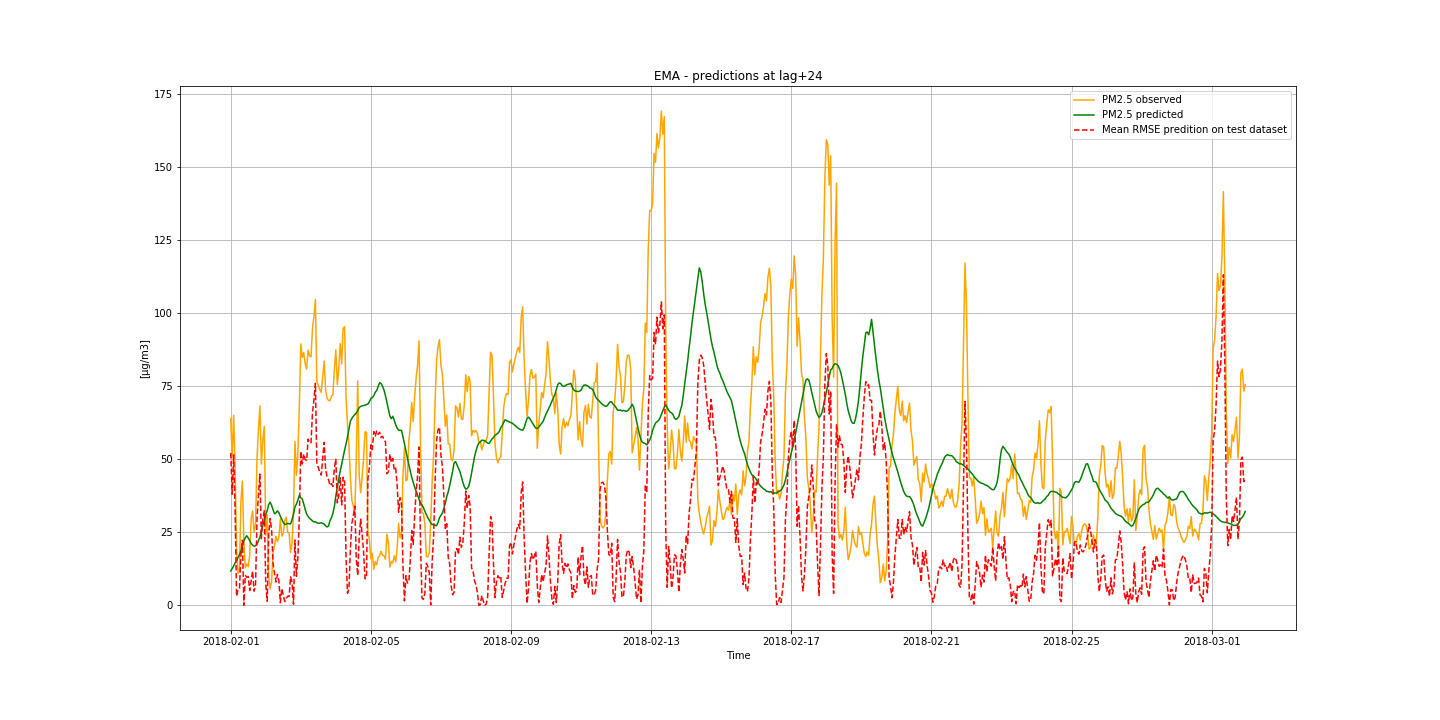 EMA - predictions at lag+24
175
150
125
100
75
50
25
0
[µg/m3]
PM2.5 observed
PM2.5 predicted
Mean RMSE predition on test dataset
2018-02-01
2018-02-05
2018-02-09
2018-02-13
2018-02-17
2018-02-21
2018-02-25
2018-03-01
Time